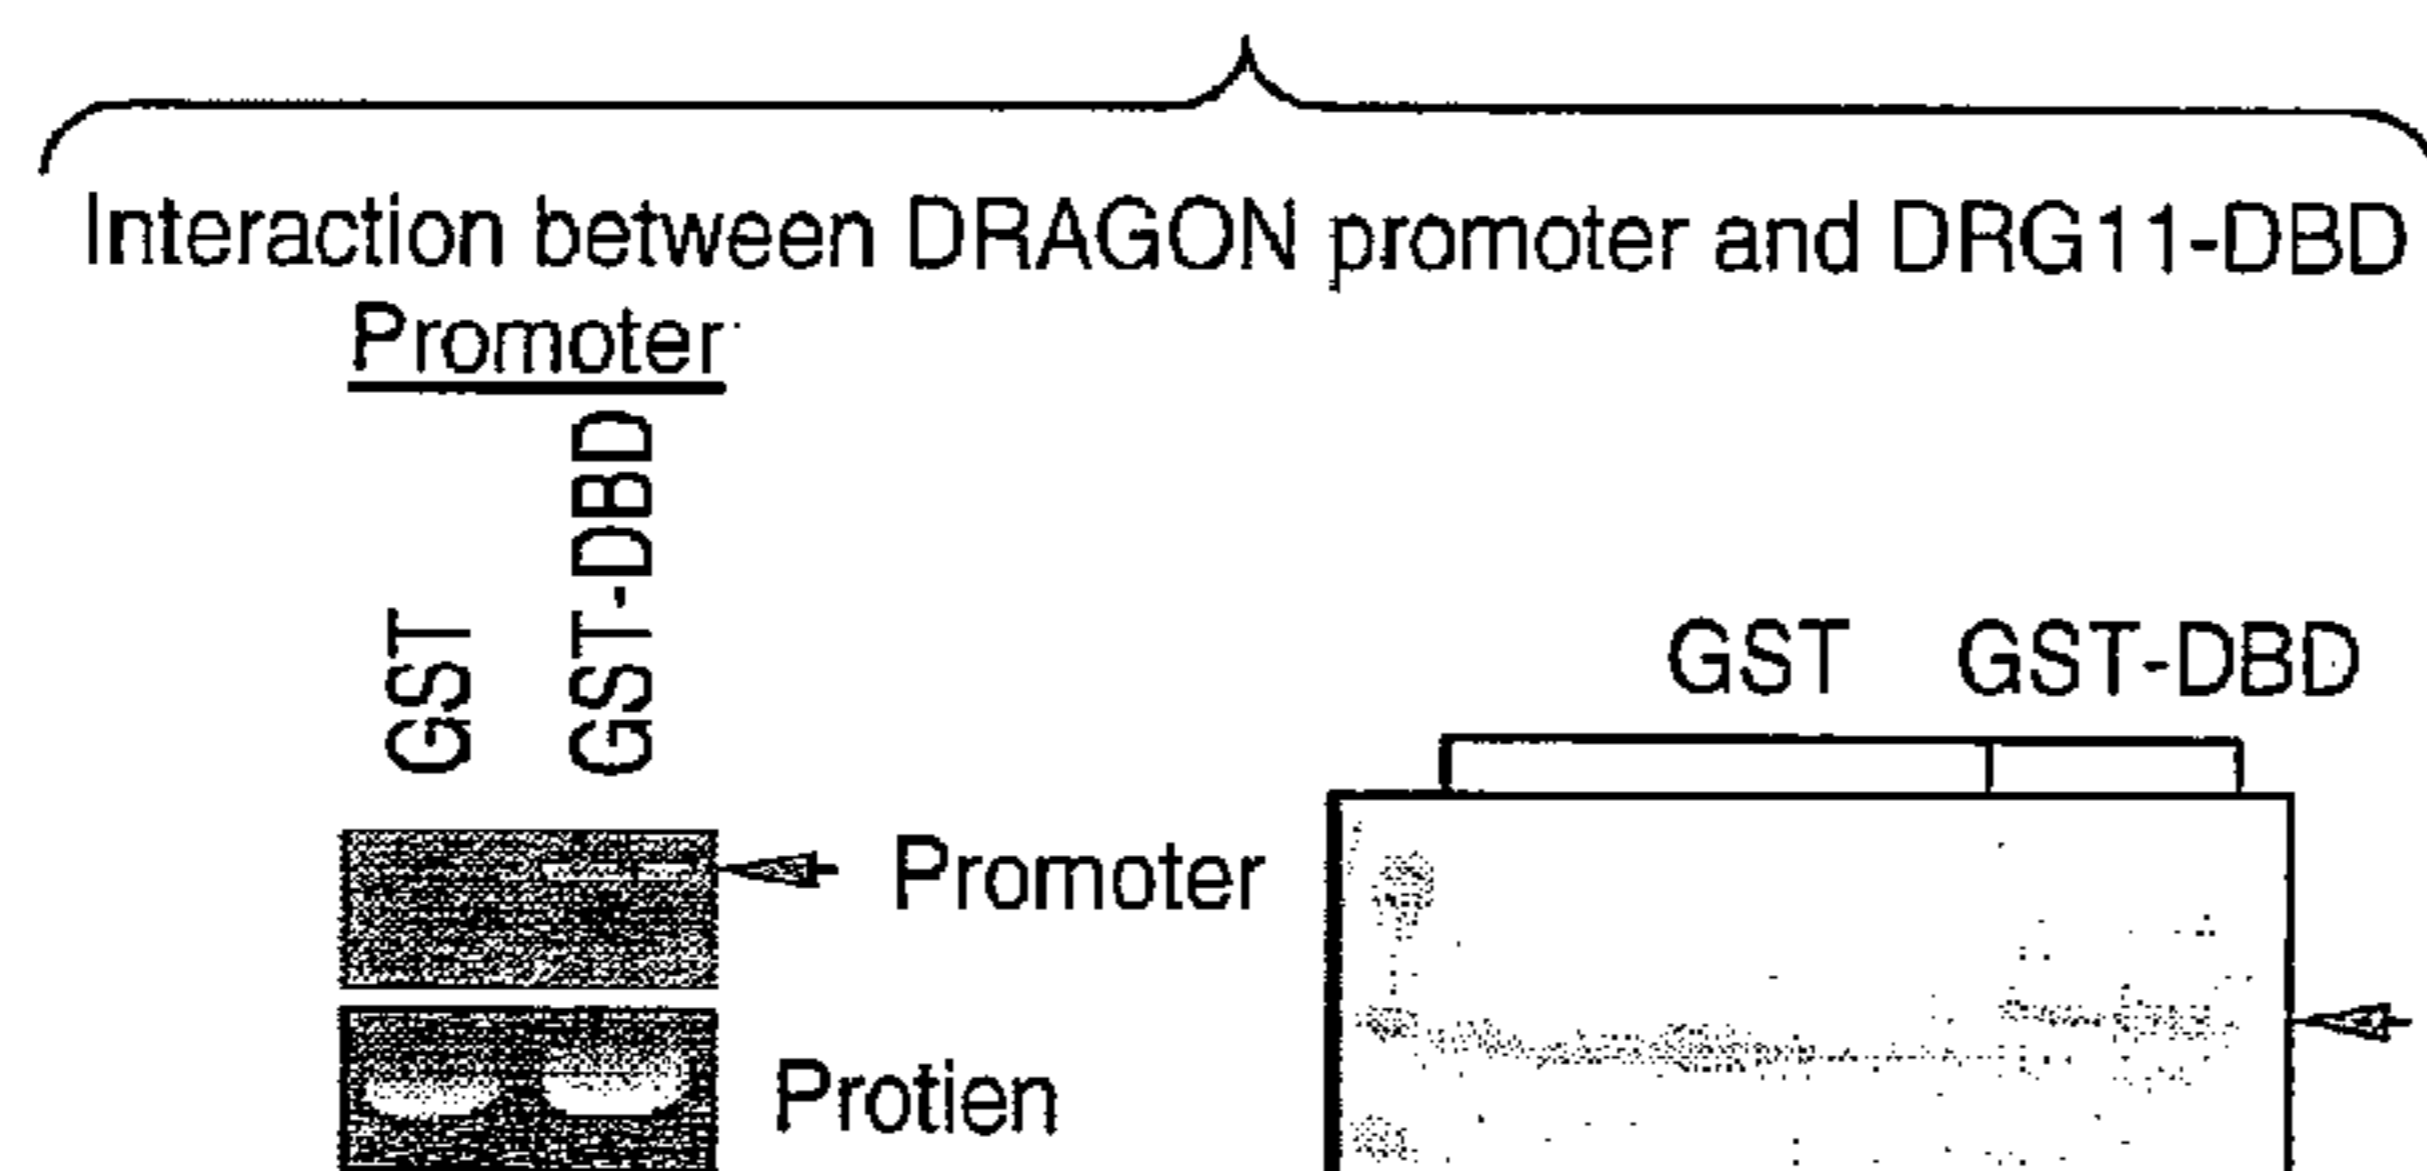 Interaction between DRAGON promoter and DRG11-DBD
Promoter
GST
GST-DBD
GST GST-DBD
Promoter
Protien